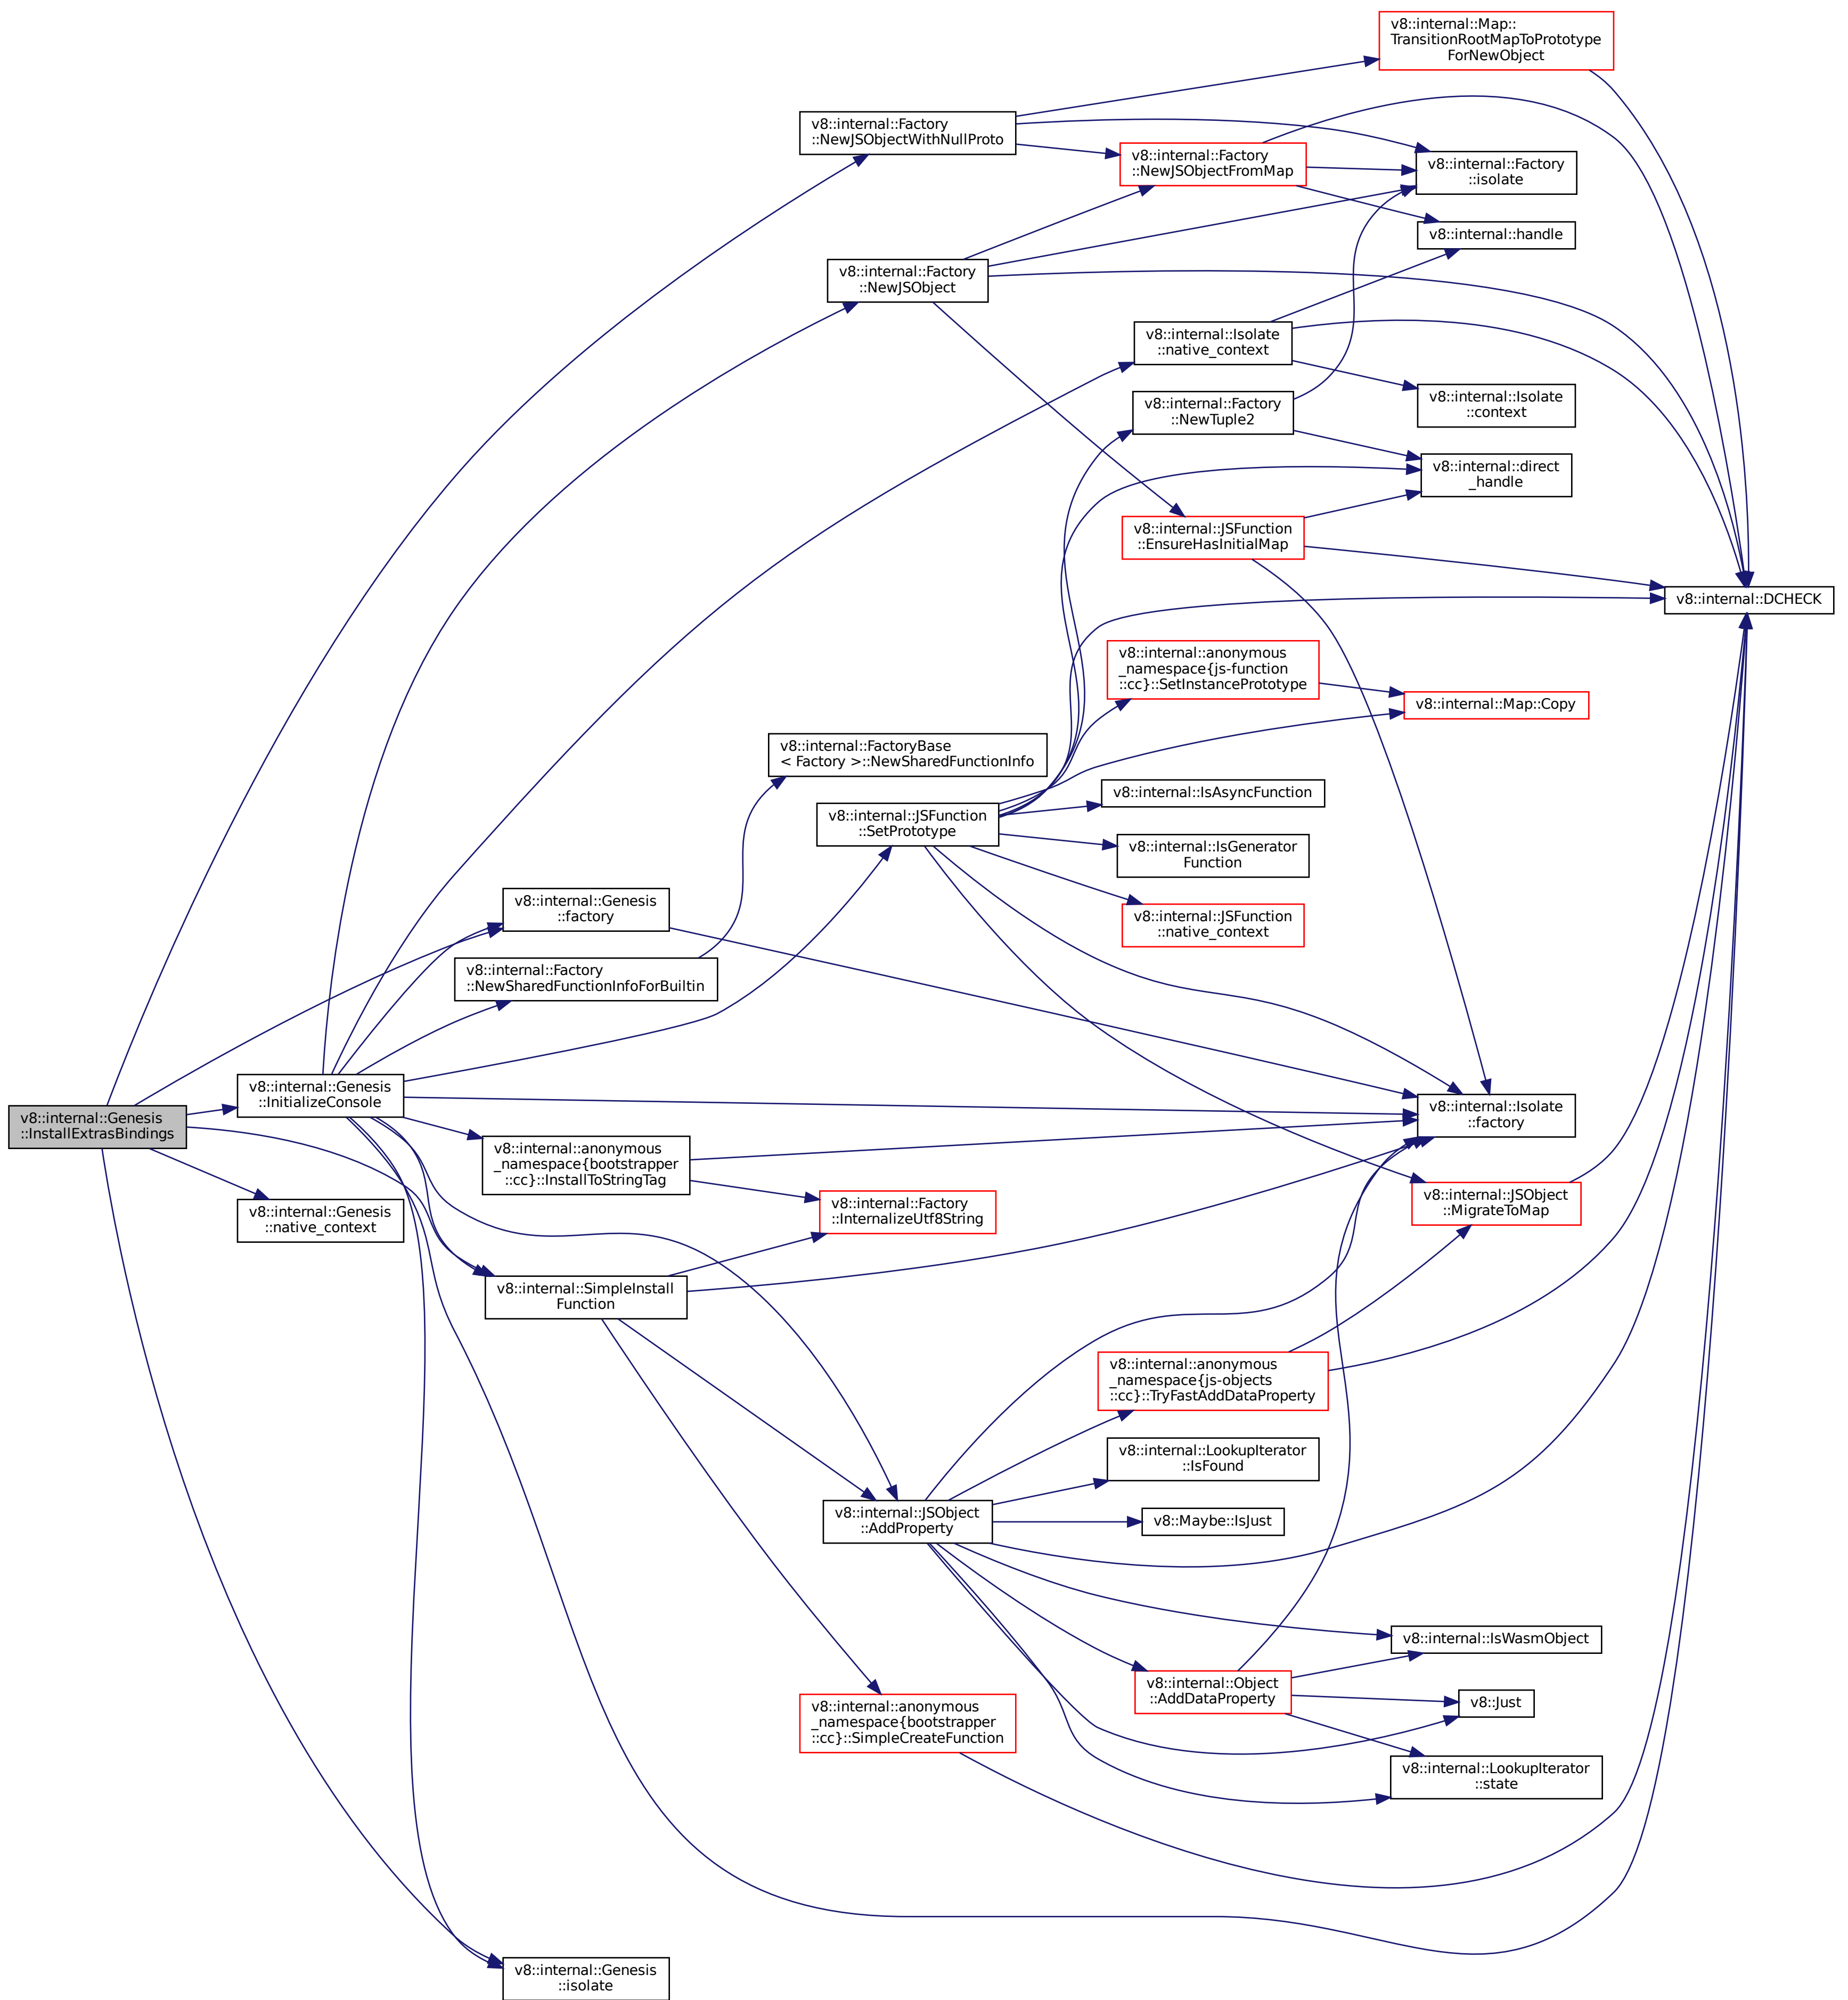 v8::internal::Map::
TransitionRootMapToPrototype
ForNewObject
v8::internal::Factory
::NewJSObjectWithNullProto
v8::internal::Factory
::NewJSObjectFromMap
v8::internal::Factory
::isolate
v8::internal::handle
v8::internal::Factory
::NewJSObject
v8::internal::Isolate
::native_context
v8::internal::Isolate
::context
v8::internal::Factory
::NewTuple2
v8::internal::direct
_handle
v8::internal::JSFunction
::EnsureHasInitialMap
v8::internal::DCHECK
v8::internal::anonymous
_namespace{js-function
::cc}::SetInstancePrototype
v8::internal::Map::Copy
v8::internal::FactoryBase
< Factory >::NewSharedFunctionInfo
v8::internal::IsAsyncFunction
v8::internal::JSFunction
::SetPrototype
v8::internal::IsGenerator
Function
v8::internal::Genesis
::factory
v8::internal::JSFunction
::native_context
v8::internal::Factory
::NewSharedFunctionInfoForBuiltin
v8::internal::Genesis
::InitializeConsole
v8::internal::Genesis
::InstallExtrasBindings
v8::internal::Isolate
::factory
v8::internal::anonymous
_namespace{bootstrapper
::cc}::InstallToStringTag
v8::internal::Genesis
::native_context
v8::internal::Factory
::InternalizeUtf8String
v8::internal::JSObject
::MigrateToMap
v8::internal::SimpleInstall
Function
v8::internal::anonymous
_namespace{js-objects
::cc}::TryFastAddDataProperty
v8::internal::LookupIterator
::IsFound
v8::internal::JSObject
::AddProperty
v8::Maybe::IsJust
v8::internal::IsWasmObject
v8::internal::Object
::AddDataProperty
v8::Just
v8::internal::anonymous
_namespace{bootstrapper
::cc}::SimpleCreateFunction
v8::internal::LookupIterator
::state
v8::internal::Genesis
::isolate